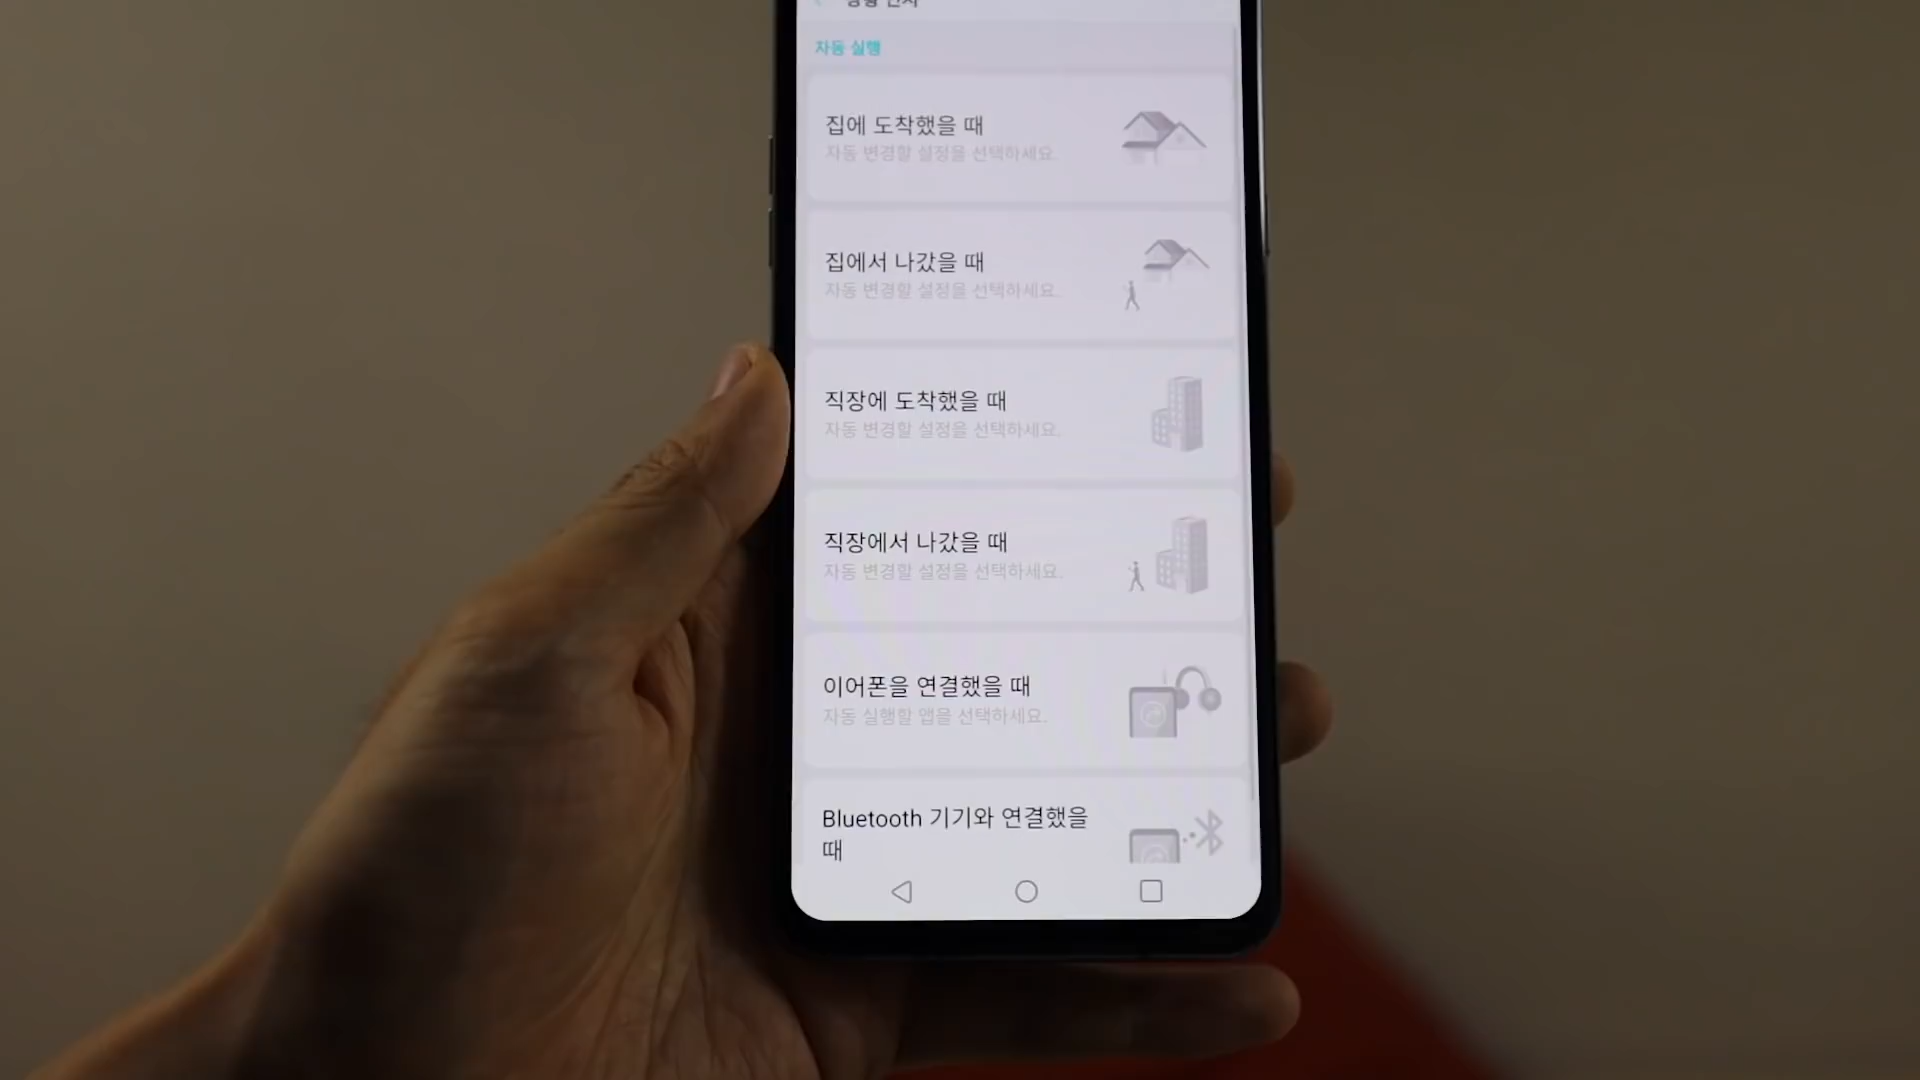 자동 실행
집에 도착했을 때
자동 변경할 설정을 선택하세요.
집에서 나갔을 때
자동 변경할 설정을 선택하세요.
직장에 도착했을 때
자동 변경할 설정을 선택하세요.
직장에서 나갔을 때
자동 변경할 설정을 선택하세요.
이어폰을 연결했을 때
자동 실행할 앱을 선택하세요.
Bluetooth 기기와 연결했을
때